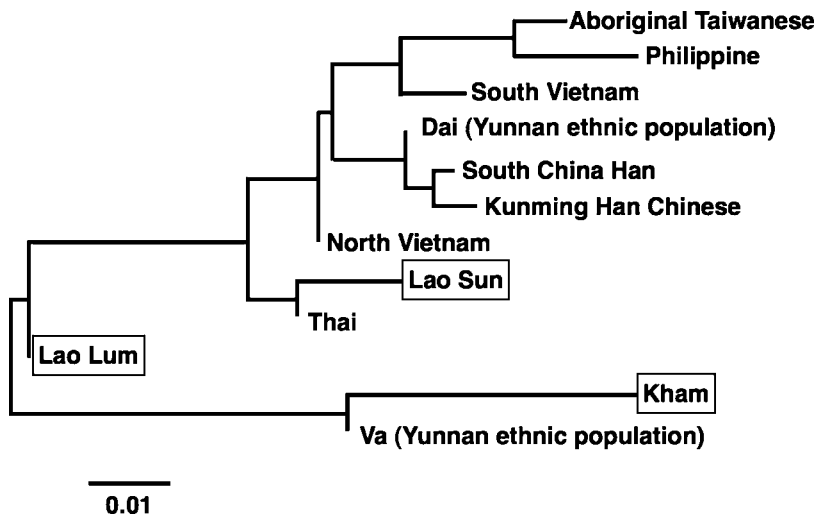 Aboriginal Taiwanese
Philippine
South Vietnam
Dai (Yunnan ethnic population)
South China Han
Kunming Han Chinese
North Vietnam
Lao Sun
Thai
Lao Lum
Kham
Va (Yunnan ethnic population)
0.01